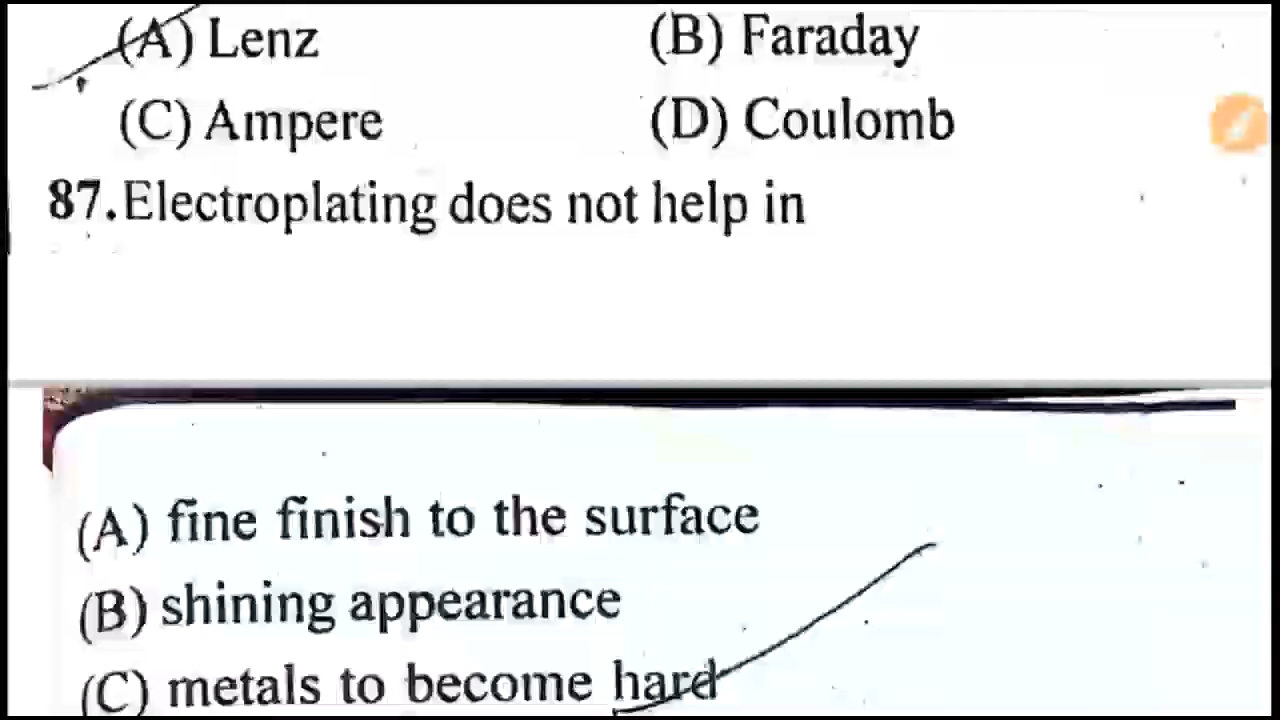 (A) Lenz (B) Faraday
(C) Ampere (D) Coulomb
87. Electroplating does not help in
(A) fine finish to the surface
(B) shining appearance
(C) metals to become hard